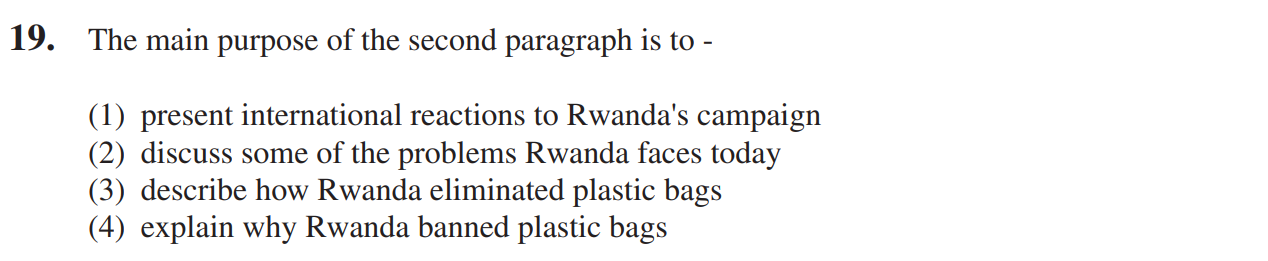 19. The main purpose of the second paragraph is to -
(1) present international reactions to Rwanda's campaign
(2) discuss some of the problems Rwanda faces today
(3) describe how Rwanda eliminated plastic bags
(4) explain why Rwanda banned plastic bags